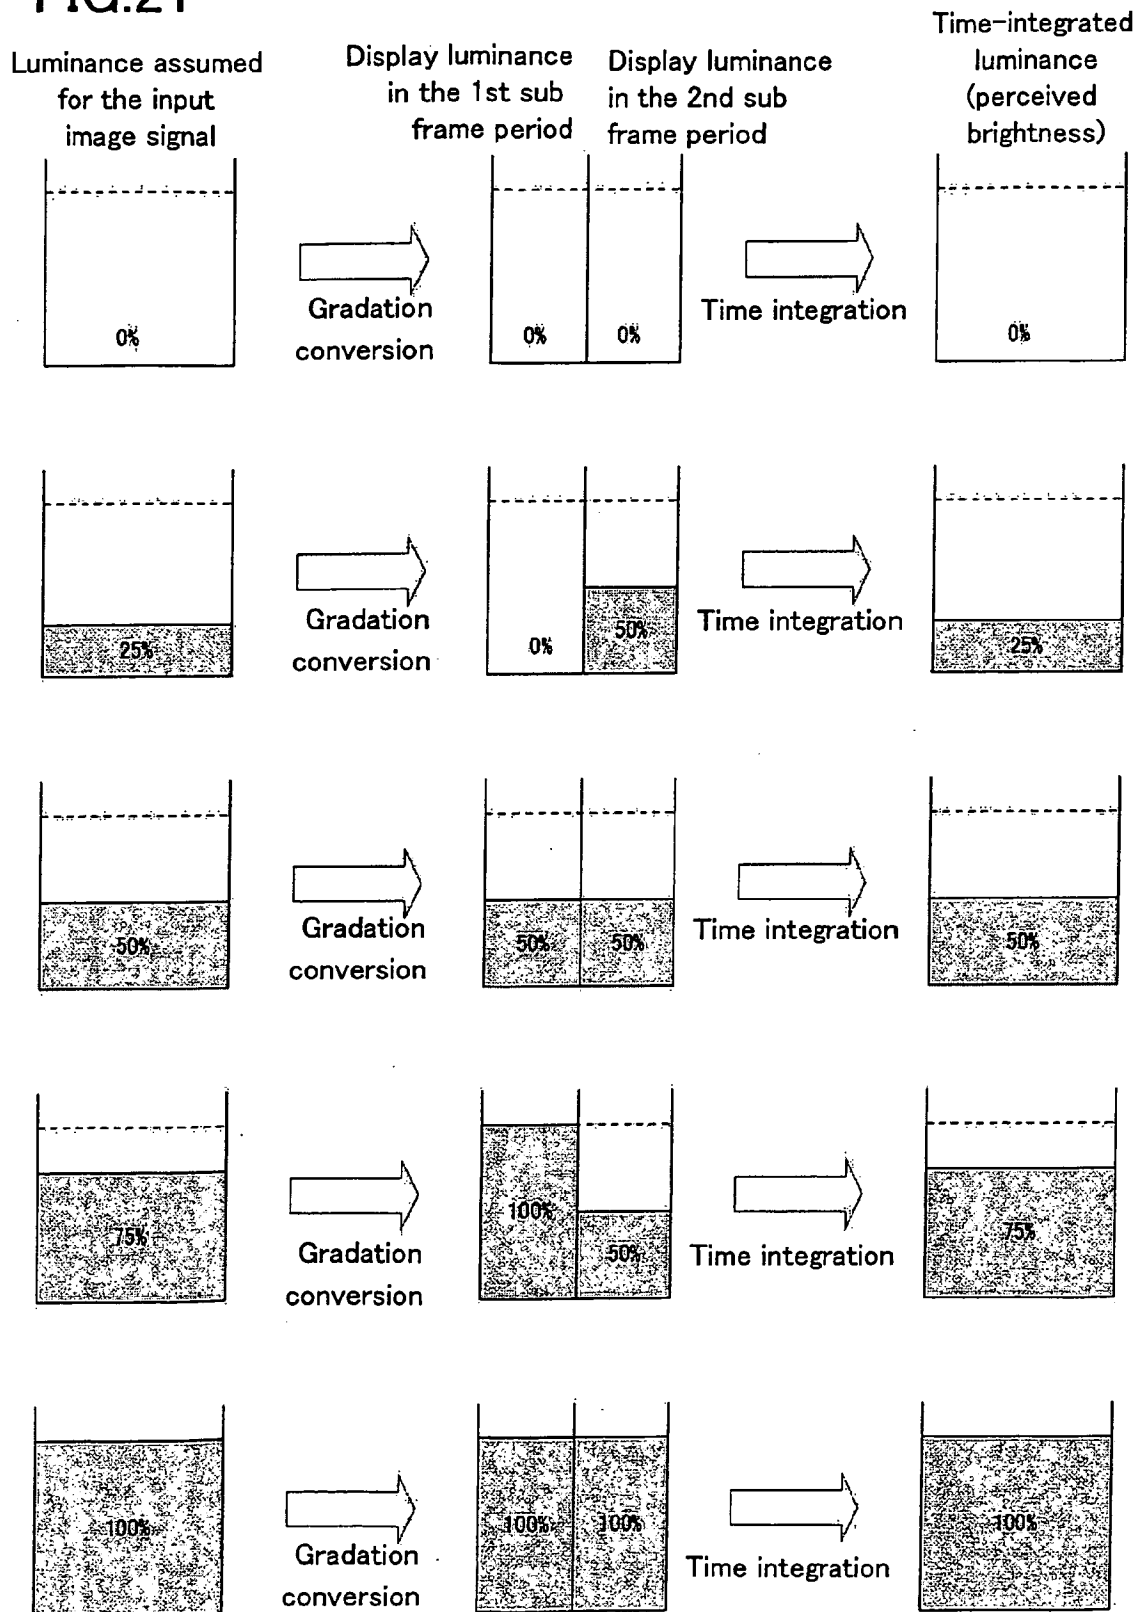 FIG.21
Luminance assumed
for the input
image signal
Display luminance
in the 1st sub
frame period
Display luminance
in the 2nd sub
frame period
Time-integrated
luminance
(perceived
brightness)
0%
Gradation
conversion
0%
0%
Time integration
0%
25%
Gradation
conversion
0%
50%
Time integration
25%
50%
Gradation
conversion
50%
50%
Time integration
50%
75%
Gradation
conversion
100%
50%
Time integration
75%
100%
Gradation
conversion
100%
100%
Time integration
100%